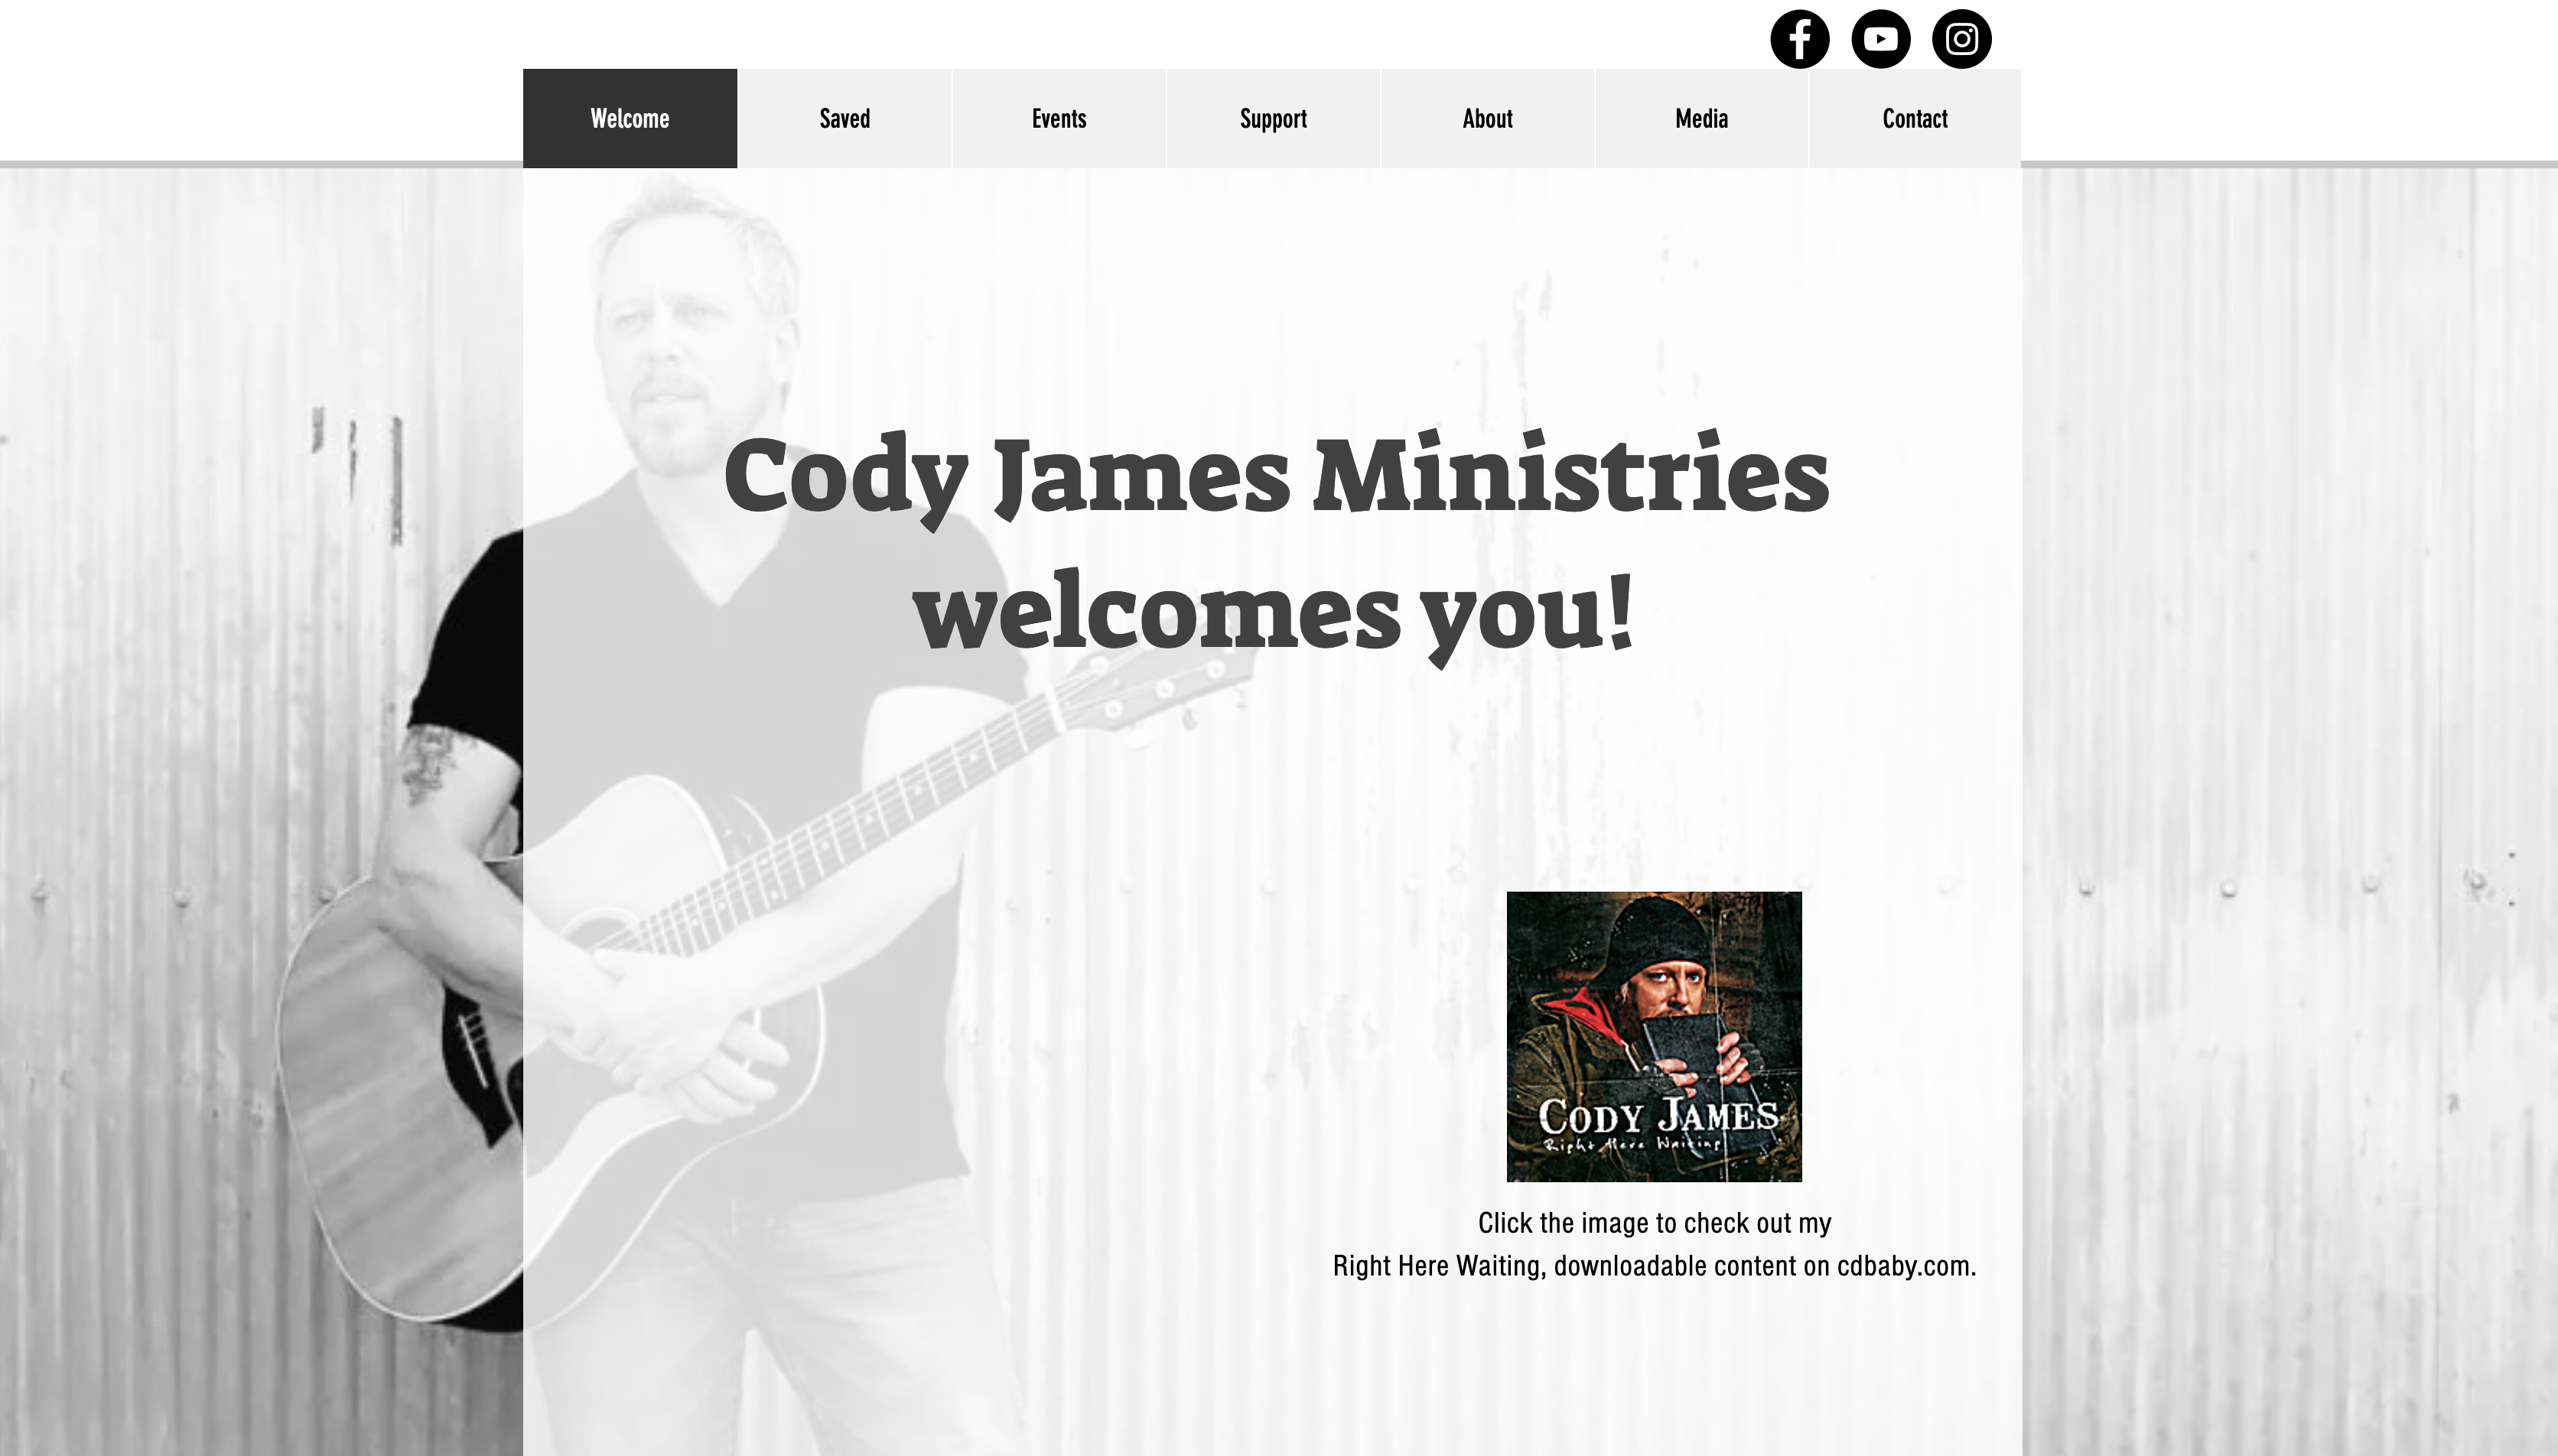 Welcome
Saved
Events
Support
About
Media
Contact
Cody James Ministries
welcomes you!
CODY JAMES
Right Here Waiting
Click the image to check out my
Right Here Waiting, downloadable content on cdbaby.com.